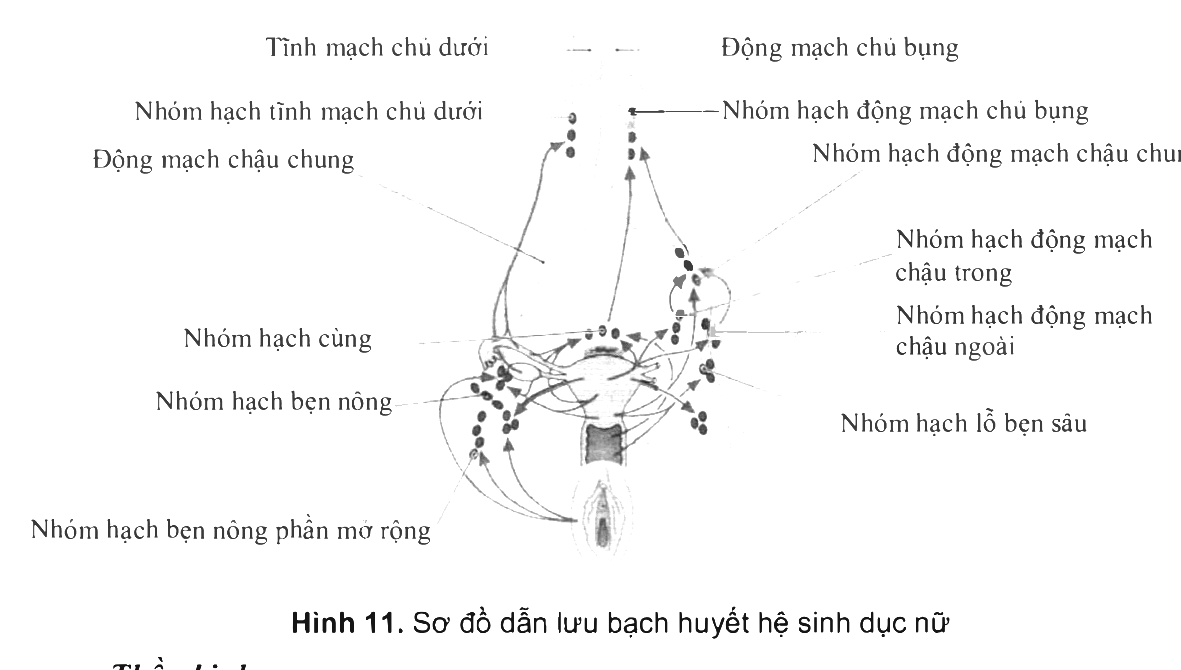 Tĩnh mạch chủ dưới
Động mạch chủ bụng
Nhóm hạch tĩnh mạch chủ dưới
Nhóm hạch động mạch chủ bụng
Động mạch chậu chung
Nhóm hạch động mạch chậu
Nhóm hạch động mạch
chậu trong
Nhóm hạch động mạch
chậu ngoài
Nhóm hạch cùng
Nhóm hạch bẹn nông
Nhóm hạch lỗ bẹn sâu
Nhóm hạch bẹn nông phần mở rộng
Hình 11. Sơ đồ dẫn lưu bạch huyết hệ sinh dục nữ